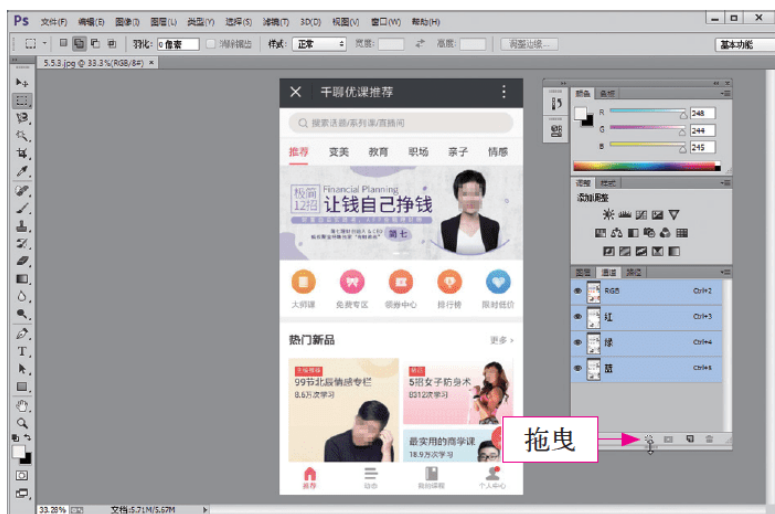 Ps 文件(F) 编辑(E) 图像(I) 图层(L) 类型(Y) 选择(S) 滤镜(T) 3D(D) 视图(V) 窗口(W) 帮助(H)
羽化: 0像素 消除锯齿 样式: 正常 宽度: 高度: 调整边缘... 基本功能
5.5.3.jpg @ 33.3%(RGB/8#) ×
千聊优课推荐
搜索话题/系列课/直播间
推荐 变美 教育 职场 亲子 情感
极简
12招
Financial Planning
让钱自己挣钱
第七
大师课 免费专区 领券中心 排行榜 限时低价
热门新品 更多
99节北辰情感专栏
8.6万次学习
5招女子防身术
8312次学习
最实用的商学课
18.9万次学习
推荐 动态 我的课程 个人中心
颜色 色板
R 248
G 244
B 245
调整 样式
添加调整
图层 通道 路径
RGB Ctrl+2
红 Ctrl+3
绿 Ctrl+4
蓝 Ctrl+5
拖曳
33.28% 文档:5.71M/5.67M